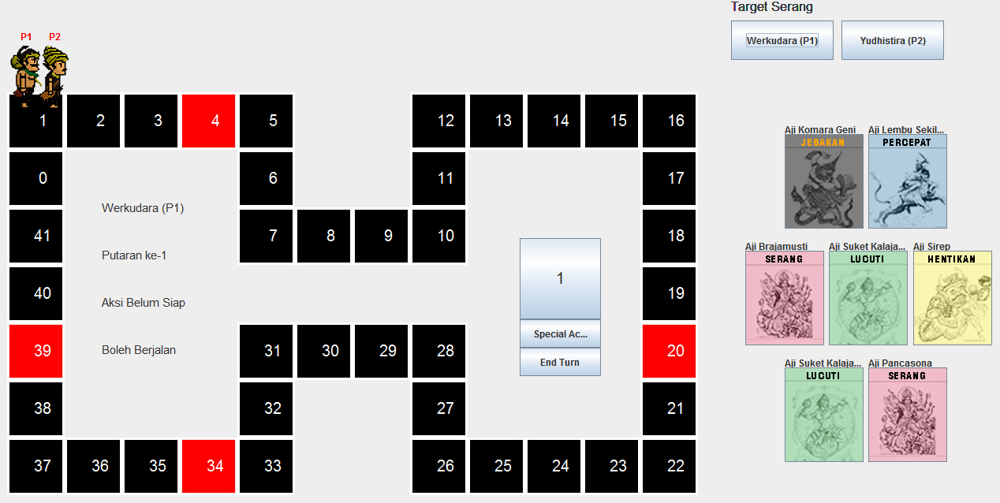 Target Serang
Werkudara (P1)
Yudhistira (P2)
P1 P2
1 2 3 4 5
12 13 14 15 16
0 6 11 17
41 7 8 9 10 18
40 19
39 31 30 29 28 20
38 32 27 21
37 36 35 34 33
26 25 24 23 22
Werkudara (P1)
Putaran ke-1
Aksi Belum Siap
Boleh Berjalan
1
Special Ac...
End Turn
Aji Komara Geni
JEBAKAN
Aji Lembu Sekil...
PERCEPAT
Aji Brajamusti
SERANG
Aji Suket Kalaja...
LUCUTI
Aji Sirep
HENTIKAN
Aji Suket Kalaja...
LUCUTI
Aji Pancasona
SERANG